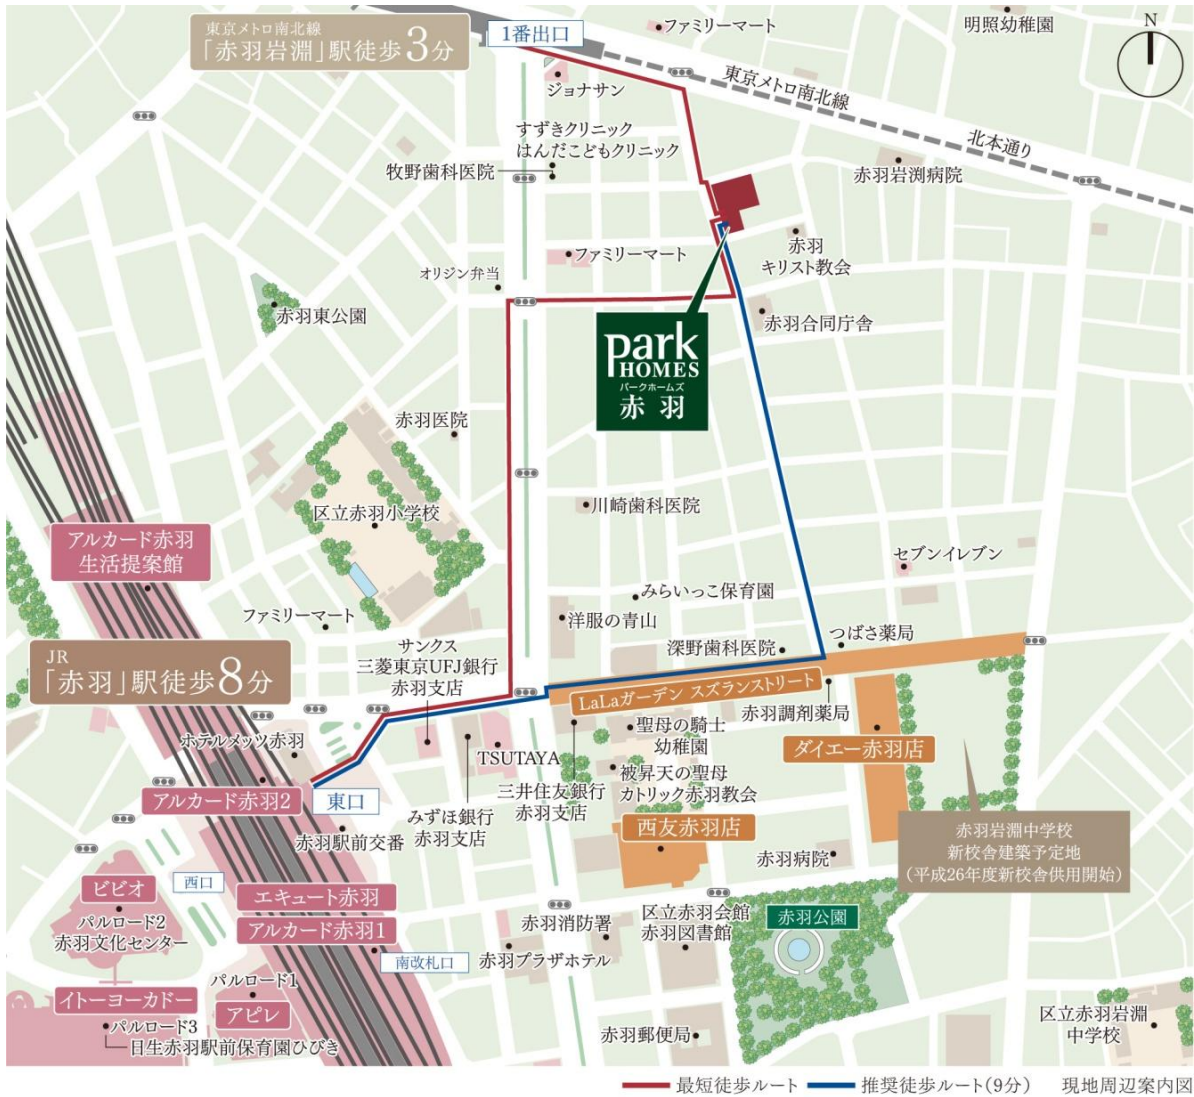 東京メトロ南北線
「赤羽岩淵」駅徒歩3分
1番出口
ファミリーマート
明照幼稚園
N
ジョナサン
東京メトロ南北線
北本通り
すずきクリニック
はんだこどもクリニック
牧野歯科医院
赤羽岩渕病院
ファミリーマート
赤羽
キリスト教会
オリジン弁当
赤羽東公園
赤羽合同庁舎
park
HOMES
パークホームズ
赤羽
赤羽医院
区立赤羽小学校
川崎歯科医院
アルカード赤羽
生活提案館
セブンイレブン
みらいっこ保育園
ファミリーマート
洋服の青山
つばさ薬局
深野歯科医院
サンクス
三菱東京UFJ銀行
赤羽支店
JR
「赤羽」駅徒歩8分
LaLaガーデン スズランストリート
赤羽調剤薬局
聖母の騎士
幼稚園
ホテルメッツ赤羽
TSUTAYA
ダイエー赤羽店
被昇天の聖母
カトリック赤羽教会
三井住友銀行
赤羽支店
アルカード赤羽2
東口
みずほ銀行
赤羽支店
西友赤羽店
赤羽駅前交番
赤羽岩淵中学校
新校舎建築予定地
(平成26年度新校舎供用開始)
赤羽病院
西口
ビビオ
エキュート赤羽
パルロード2
赤羽文化センター
アルカード赤羽1
赤羽消防署
区立赤羽会館
赤羽図書館
赤羽公園
南改札口
赤羽プラザホテル
パルロード1
イトーヨーカドー
アピレ
パルロード3
日生赤羽駅前保育園ひびき
赤羽郵便局
区立赤羽岩淵
中学校
最短徒歩ルート
推奨徒歩ルート(9分)
現地周辺案内図